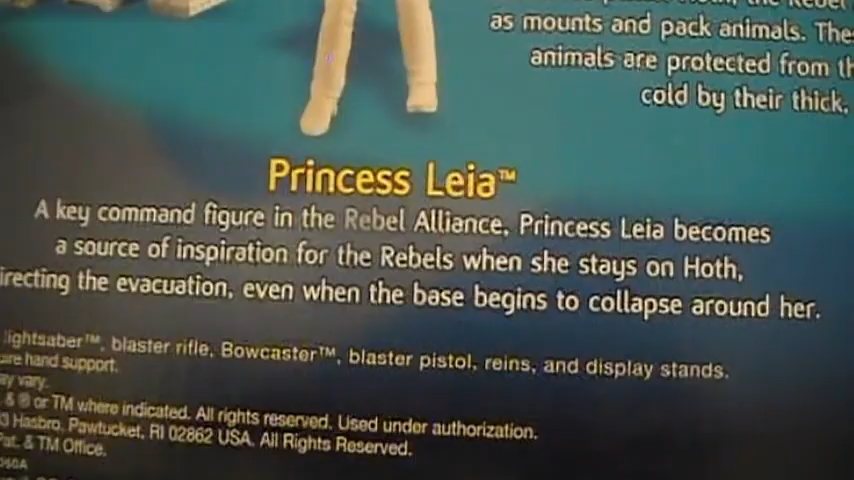 as mounts and pack animals. These
animals are protected from th
cold by their thick,
Princess Leia™
A key command figure in the Rebel Alliance, Princess Leia becomes
a source of inspiration for the Rebels when she stays on Hoth,
irecting the evacuation, even when the base begins to collapse around her.
lightsaber™, blaster rifle, Bowcaster™, blaster pistol, reins, and display stands.
ure hand support.
ay vary.
& ® or TM where indicated. All rights reserved. Used under authorization.
3 Hasbro, Pawtucket, RI 02862 USA. All Rights Reserved.
Pat. & TM Office.